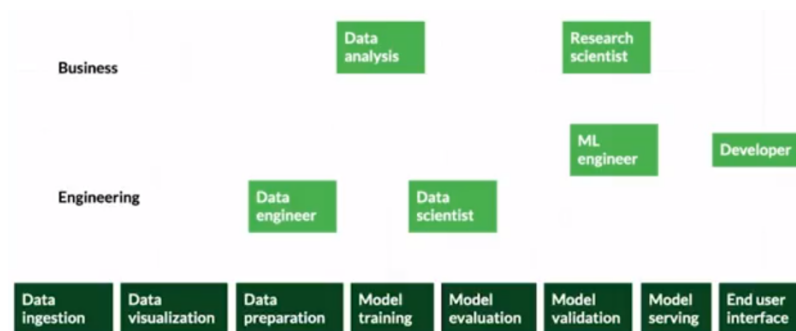 Data
analysis
Research
scientist
Business
ML
engineer
Developer
Engineering
Data
engineer
Data
scientist
Data
ingestion
Data
visualization
Data
preparation
Model
training
Model
evaluation
Model
validation
Model
serving
End user
interface